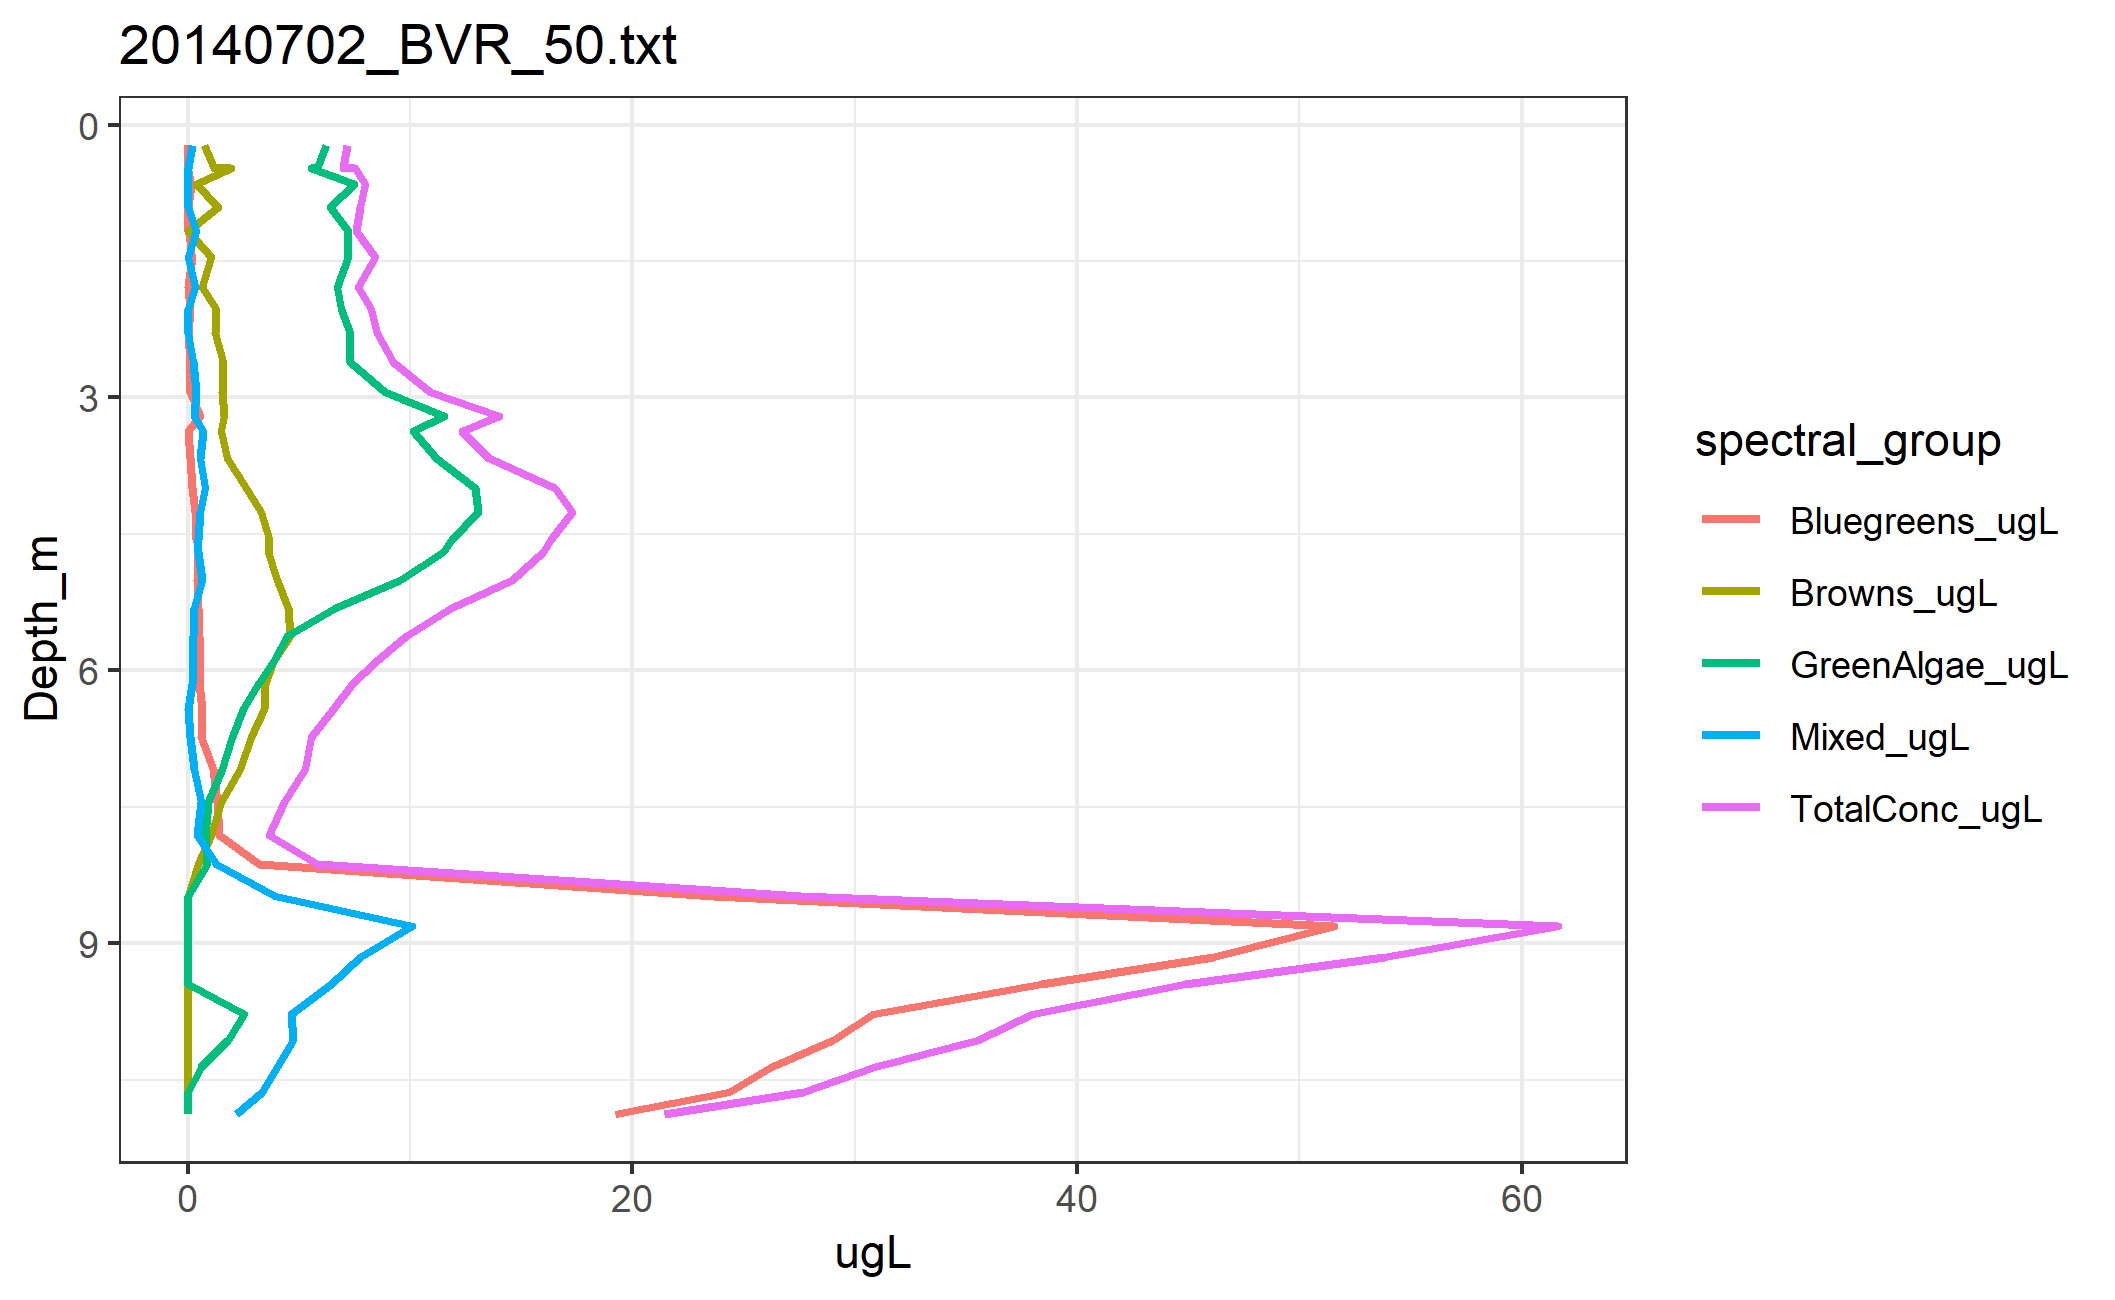 20140702_BVR_50.txt
Depth_m
0
3
6
9
0
20
40
60
ugL
spectral_group
Bluegreens_ugL
Browns_ugL
GreenAlgae_ugL
Mixed_ugL
TotalConc_ugL